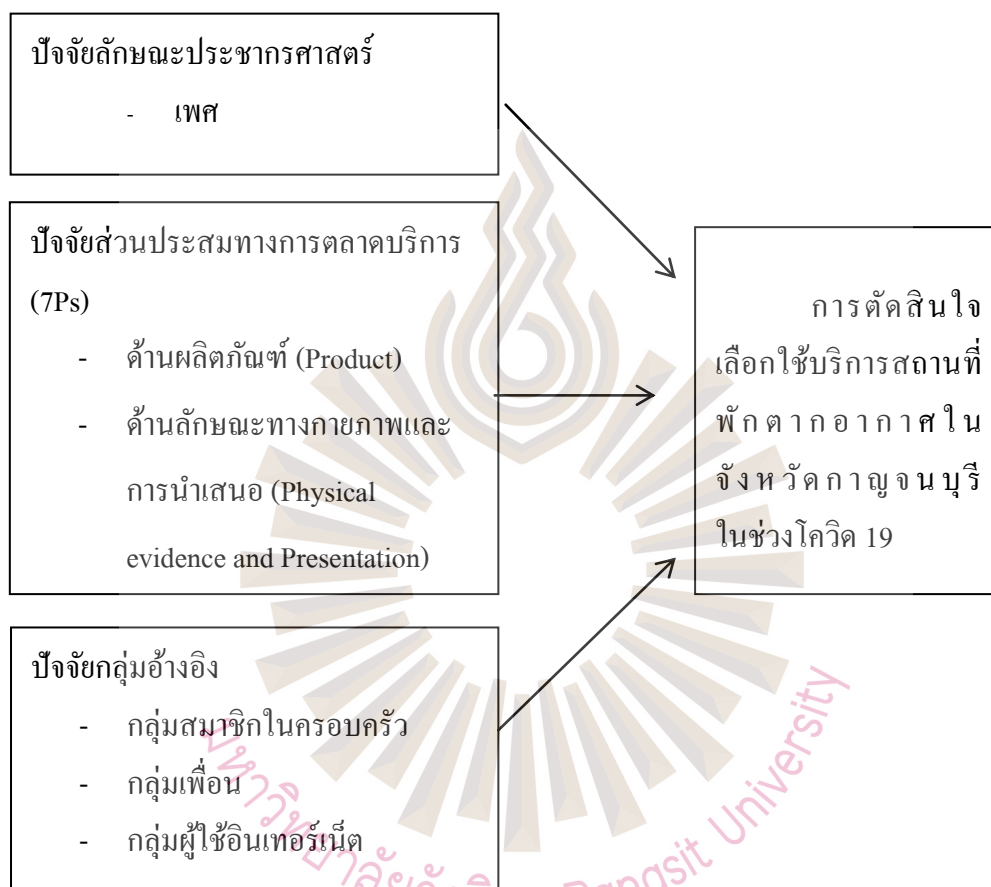 ปัจจัยลักษณะประชากรศาสตร์
- เพศ
ปัจจัยส่วนประสมทางการตลาดบริการ
(7Ps)
- ด้านผลิตภัณฑ์ (Product)
- ด้านลักษณะทางกายภาพและ
การนำเสนอ (Physical
evidence and Presentation)
ปัจจัยกลุ่มอ้างอิง
- กลุ่มสมาชิกในครอบครัว
- กลุ่มเพื่อน
- กลุ่มผู้ใช้อินเทอร์เน็ต
การตัดสินใจ
เลือกใช้บริการสถานที่
พักตากอากาศใน
จังหวัดกาญจนบุรี
ในช่วงโควิด 19
Rangsit University